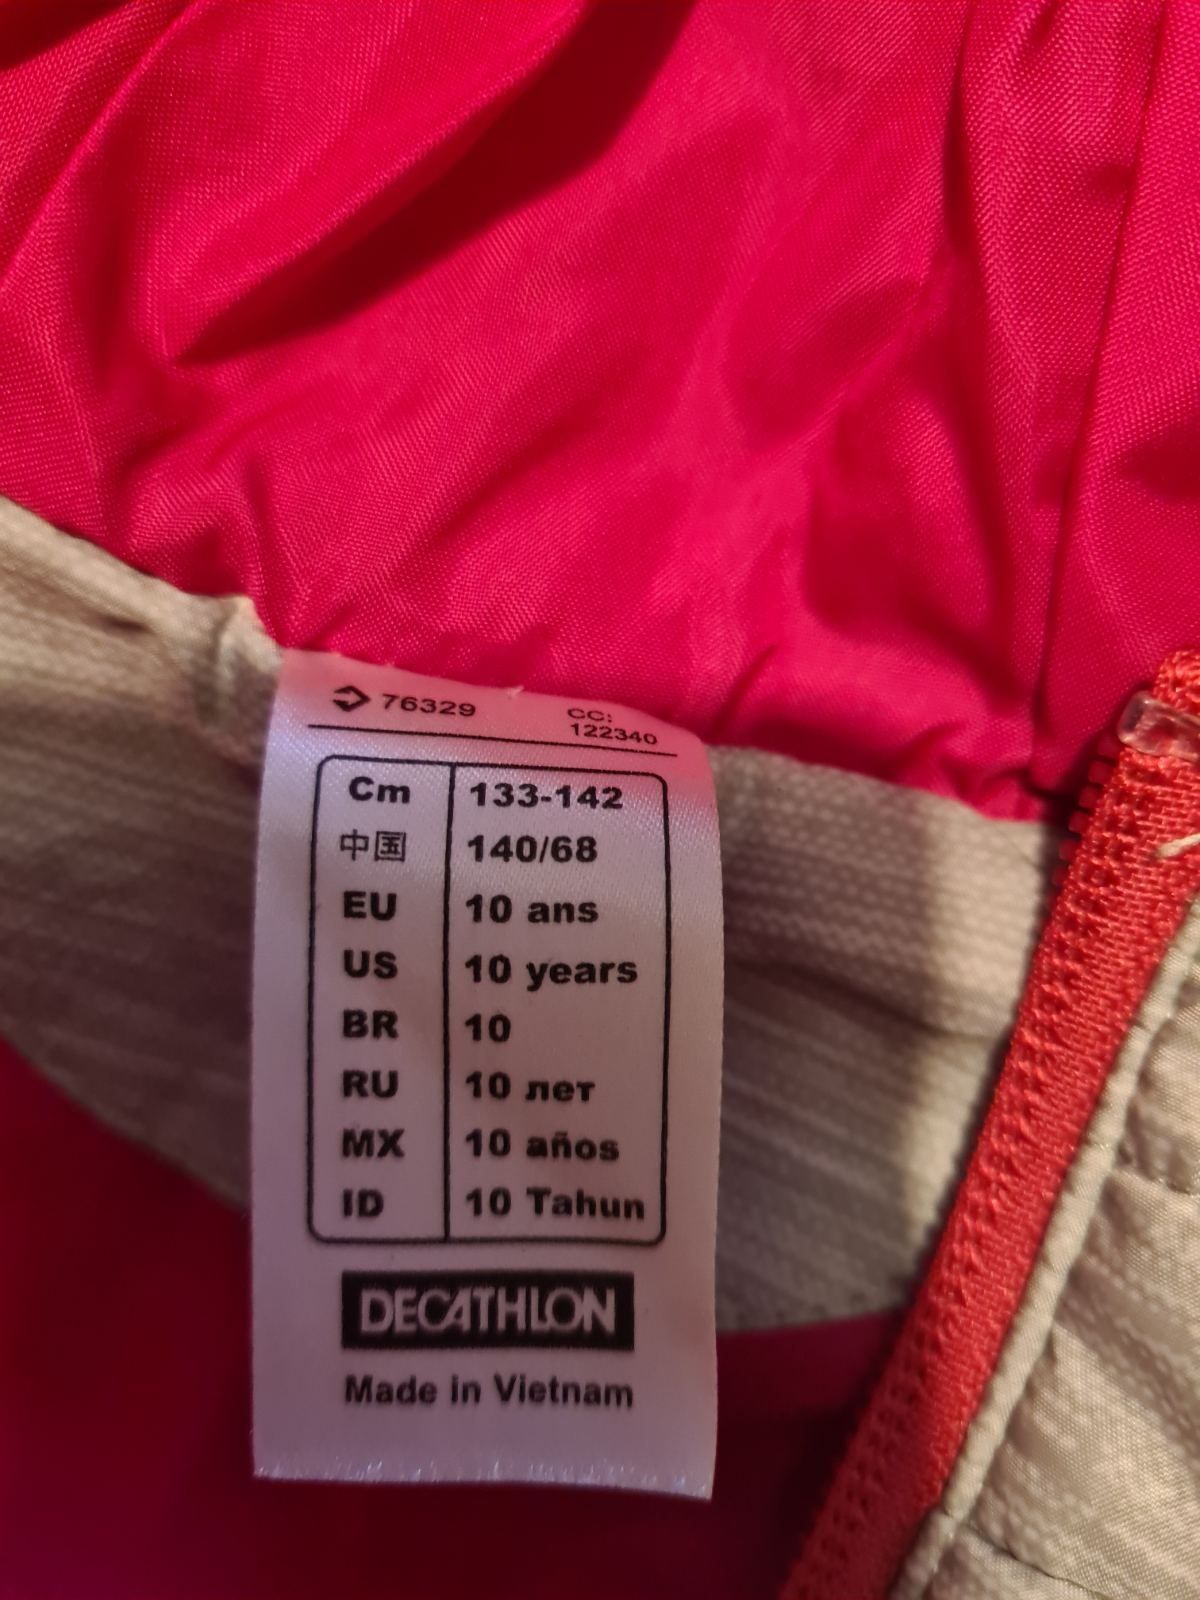 76329 CC:
122340
Cm 133-142
中国 140/68
EU 10 ans
US 10 years
BR 10
RU 10 лет
MX 10 años
ID 10 Tahun
DECATHLON
Made in Vietnam